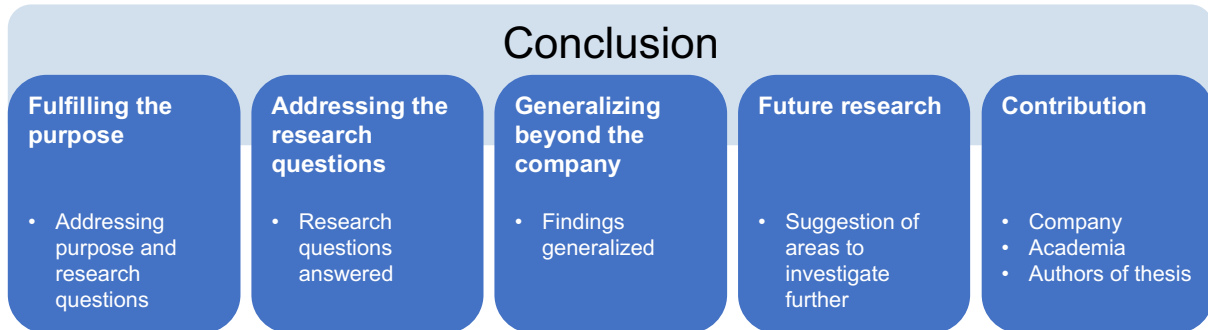 Conclusion
Fulfilling the
purpose
• Addressing
purpose and
research
questions
Addressing the
research
questions
• Research
questions
answered
Generalizing
beyond the
company
• Findings
generalized
Future research
• Suggestion of
areas to
investigate
further
Contribution
• Company
• Academia
• Authors of thesis